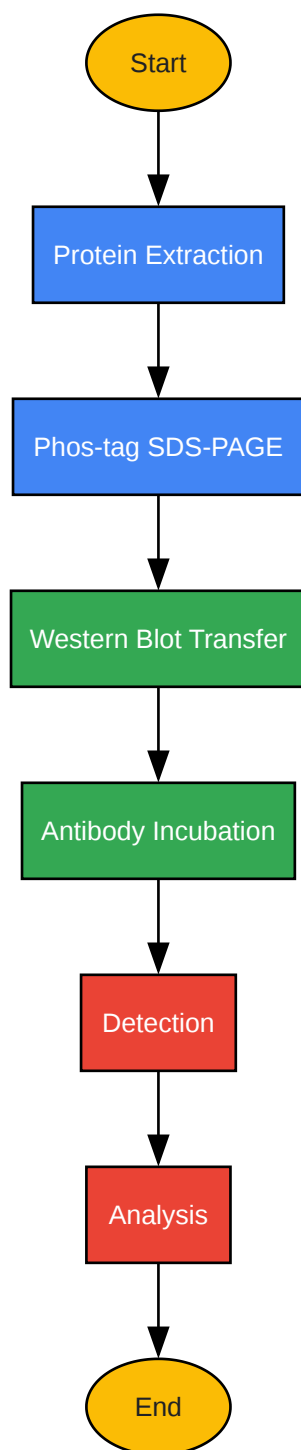 Start
Protein Extraction
Phos-tag SDS-PAGE
Western Blot Transfer
Antibody Incubation
Detection
Analysis
End